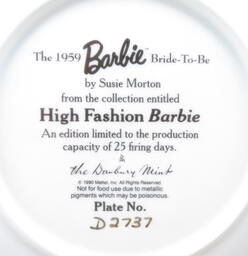 The 1959 Barbie™ Bride-To-Be
by Susie Morton
from the collection entitled
High Fashion Barbie
An edition limited to the production
capacity of 25 firing days.
&
the Danbury Mint
© 1990 Mattel, Inc. All Rights Reserved.
Not for food use due to metallic
pigments which may be poisonous.
Plate No.
D2737